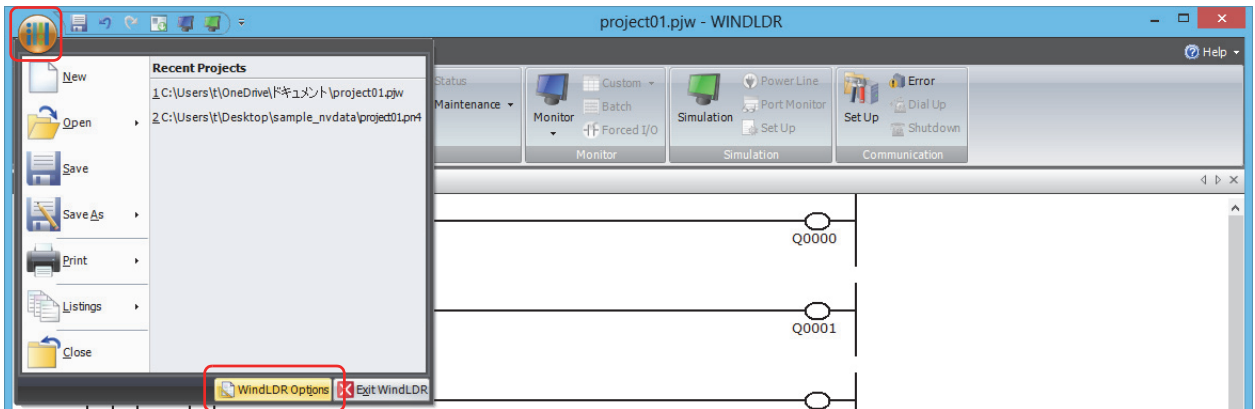 project01.pjw - WINDLDR
Help
New
Open
Save
Save As
Print
Listings
Close
Recent Projects
1 C:\Users\t\OneDrive\ドキュメント\project01.pjw
2 C:\Users\t\Desktop\sample_nvdata\project01.pn4
WindLDR Options
Exit WindLDR
Status
Maintenance
Monitor
Custom
Batch
Forced I/O
Monitor
Simulation
Power Line
Port Monitor
Set Up
Simulation
Set Up
Error
Dial Up
Shutdown
Communication
Q0000
Q0001